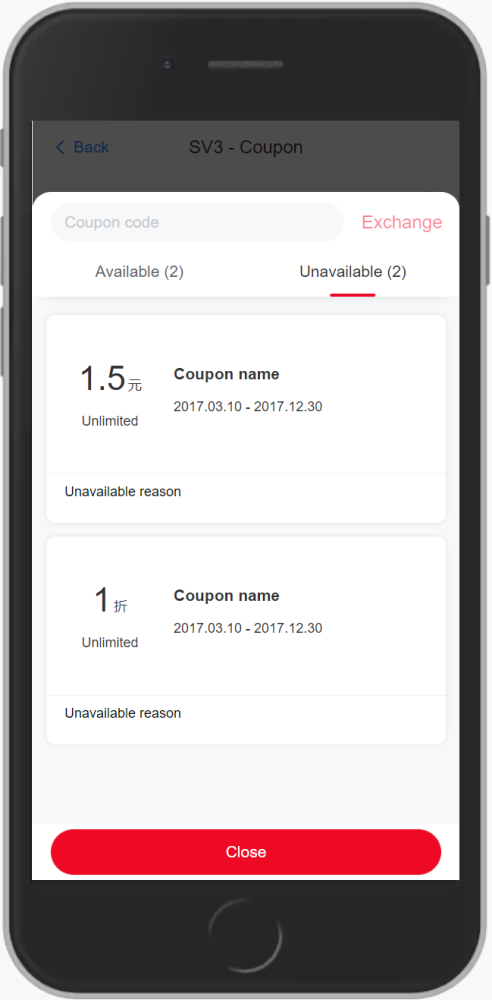 Back
SV3 - Coupon
Coupon code
Exchange
Available (2)
Unavailable (2)
1.5元
Unlimited
Coupon name
2017.03.10 - 2017.12.30
Unavailable reason
1折
Unlimited
Coupon name
2017.03.10 - 2017.12.30
Unavailable reason
Close